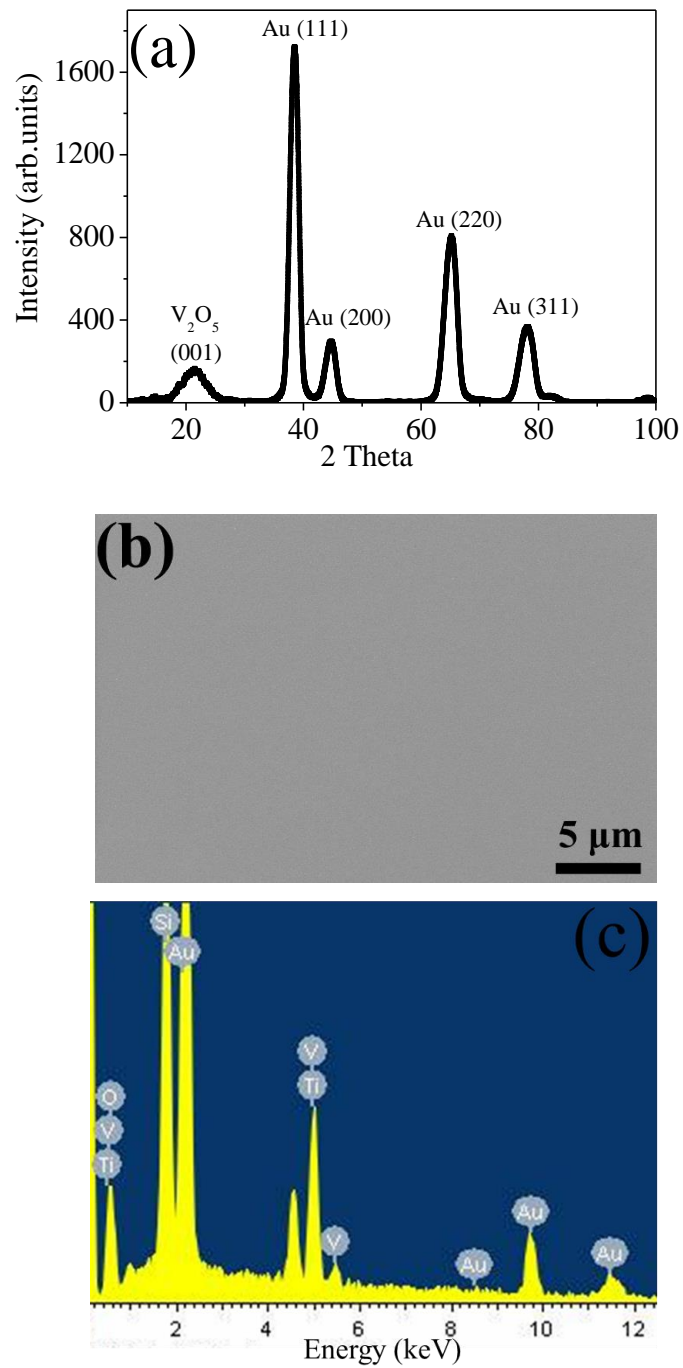 (a)
Au (111)
1600
1200
800
400
0
Intensity (arb.units)
V₂O₅
(001)
Au (200)
Au (220)
Au (311)
20
40
60
80
100
2 Theta
(b)
5 μm
(c)
Si
Au
V
Ti
O
V
Ti
V
Au
Au
Au
2
4
6
8
10
12
Energy (keV)